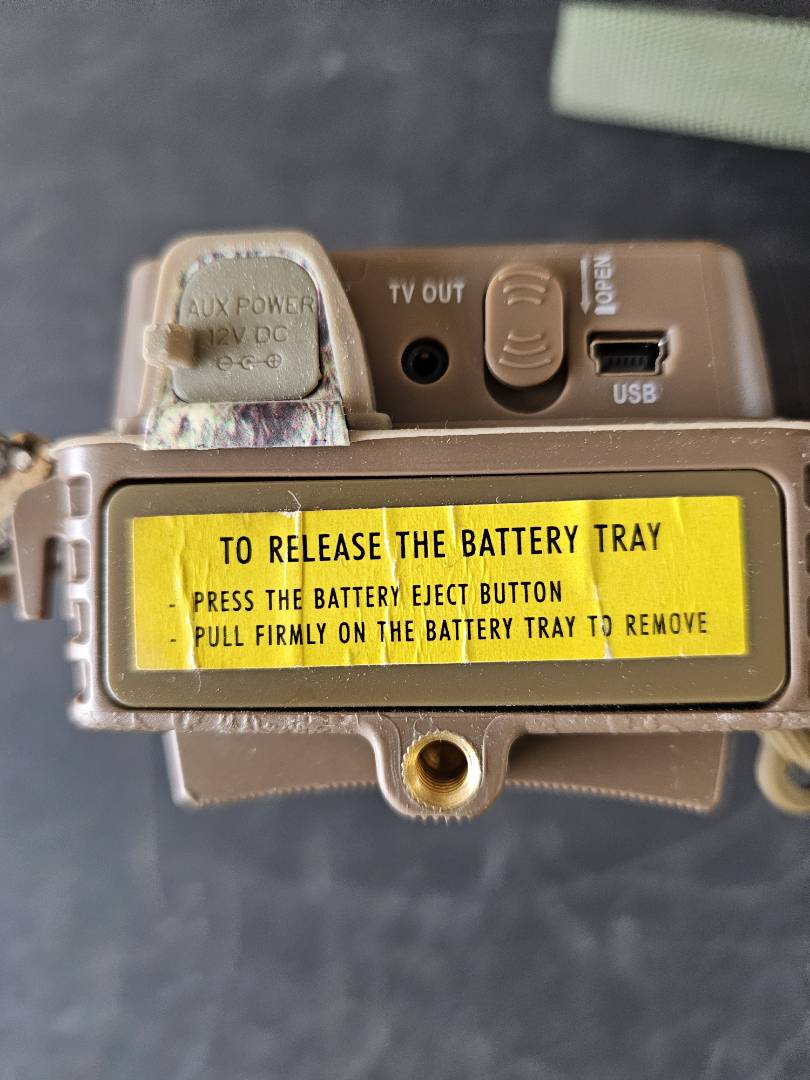 AUX POWER
12V DC
TV OUT
OPEN
USB
TO RELEASE THE BATTERY TRAY
- PRESS THE BATTERY EJECT BUTTON
- PULL FIRMLY ON THE BATTERY TRAY TO REMOVE